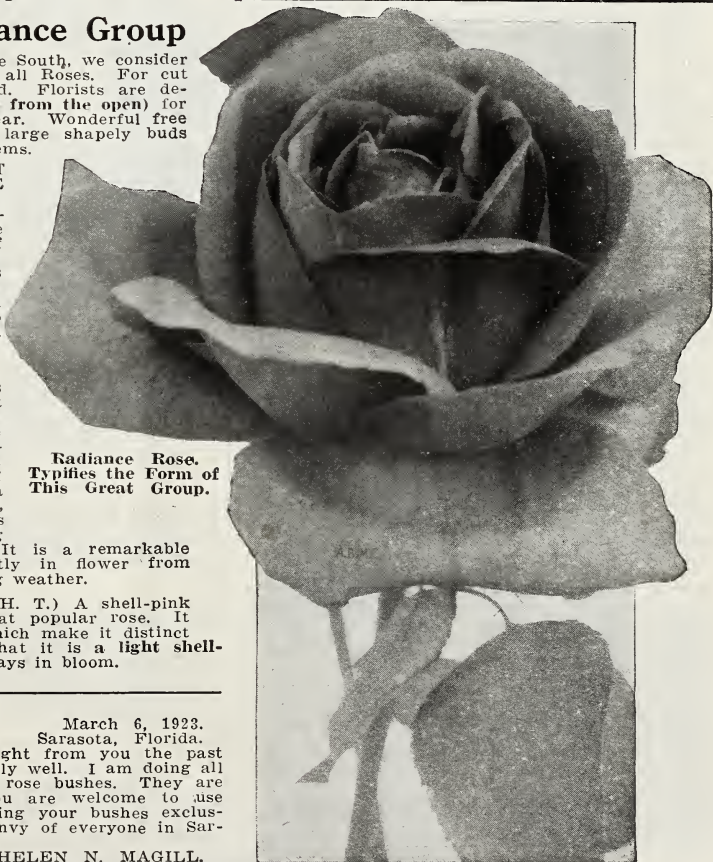 ance Group
e South, we consider
all Roses. For cut
d. Florists are de-
from the open) for
ar. Wonderful free
large shapely buds
ems.
Radiance Rose.
Typifies the Form of
This Great Group.
It is a remarkable
tly in flower from
g weather.
H. T.) A shell-pink
at popular rose. It
hich make it distinct
hat it is a light shell-
ays in bloom.
March 6, 1923.
Sarasota, Florida.
ght from you the past
ly well. I am doing all
rose bushes. They are
u are welcome to use
ing your bushes exclus-
nvy of everyone in Sar-
HELEN N. MAGILL.